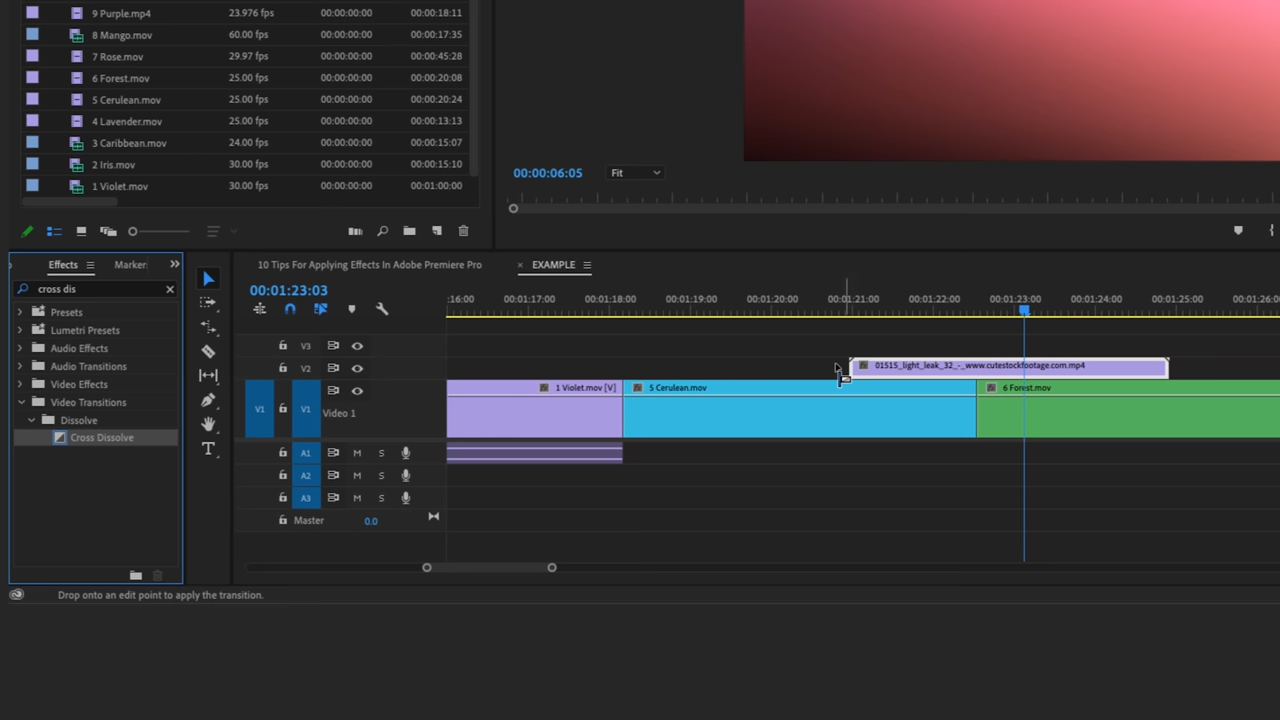 9 Purple.mp4 23.976 fps 00:00:00:00 00:00:18:11
8 Mango.mov 60.00 fps 00:00:00:00 00:00:17:35
7 Rose.mov 29.97 fps 00:00:00:00 00:00:45:28
6 Forest.mov 25.00 fps 00:00:00:00 00:00:20:08
5 Cerulean.mov 25.00 fps 00:00:00:00 00:00:20:24
4 Lavender.mov 25.00 fps 00:00:00:00 00:00:13:13
3 Caribbean.mov 24.00 fps 00:00:00:00 00:00:15:07
2 Iris.mov 30.00 fps 00:00:00:00 00:00:15:10
1 Violet.mov 30.00 fps 00:00:00:00 00:01:00:00
00:00:06:05 Fit
Effects Marker
cross dis
Presets
Lumetri Presets
Audio Effects
Audio Transitions
Video Effects
Video Transitions
Dissolve
Cross Dissolve
T
10 Tips For Applying Effects In Adobe Premiere Pro × EXAMPLE
00:01:23:03
:16:00 00:01:17:00 00:01:18:00 00:01:19:00 00:01:20:00 00:01:21:00 00:01:22:00 00:01:23:00 00:01:24:00 00:01:25:00 00:01:26:0
V3
V2 01515_light_leak_32_-_www.cutestockfootage.com.mp4
V1 V1 Video 1 1 Violet.mov [V] 5 Cerulean.mov 6 Forest.mov
A1 M S
A2 M S
A3 M S
Master 0.0
Drop onto an edit point to apply the transition.